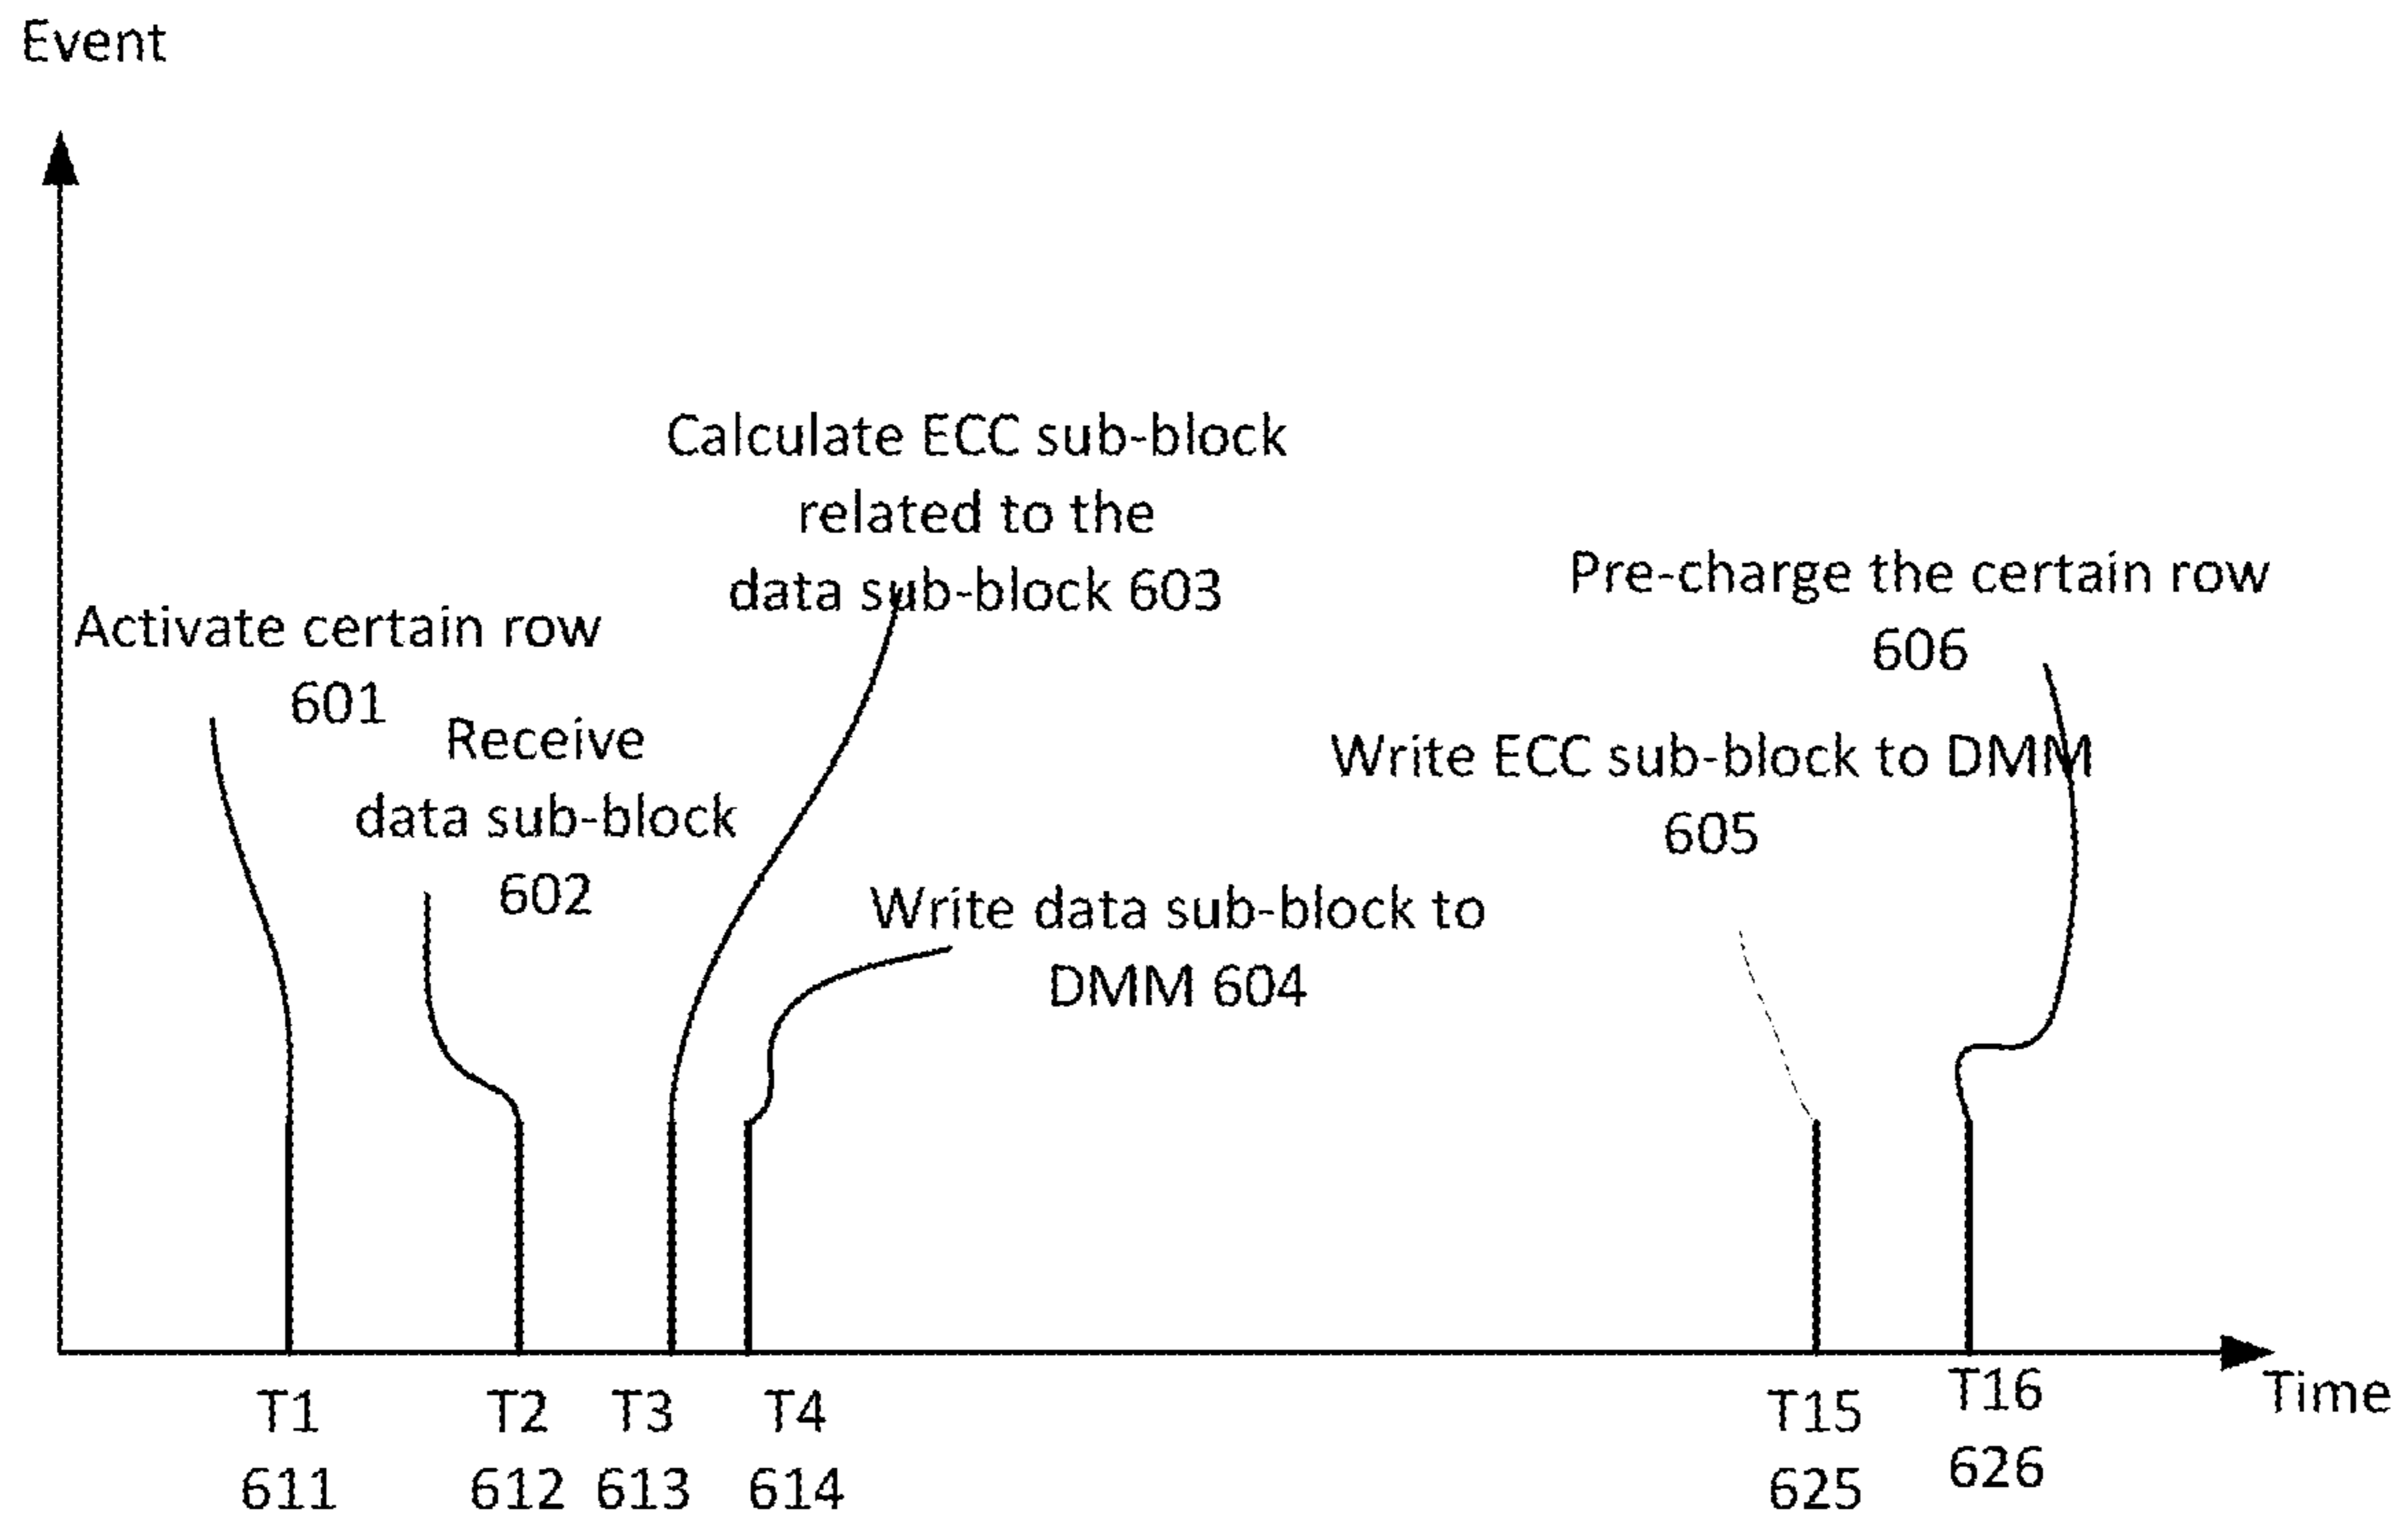 Event
Calculate ECC sub-block
related to the
data sub-block 603
Activate certain row
601
Receive
data sub-block
602
Write data sub-block to
DMM 604
Pre-charge the certain row
606
Write ECC sub-block to DMM
605
T1
611
T2
612
T3
613
T4
614
T15
625
T16
626
Time